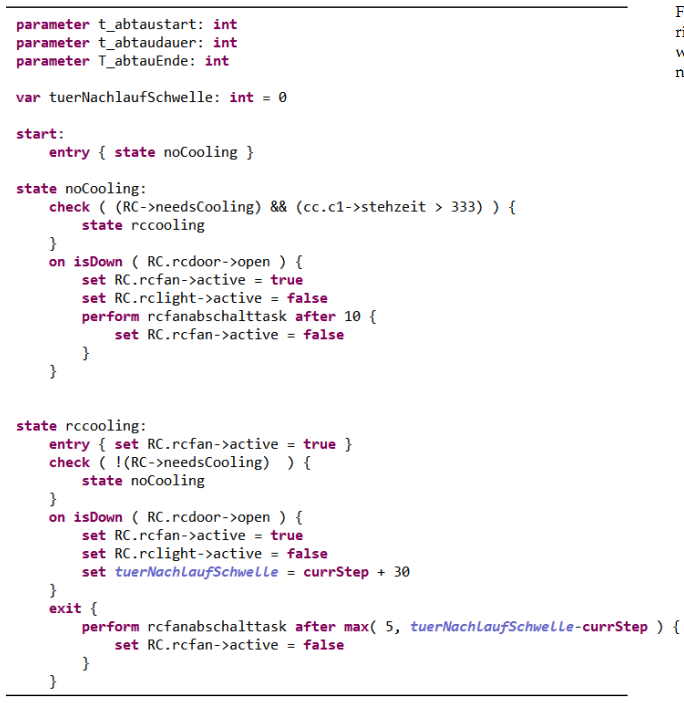 parameter t_abtaustart: int
parameter t_abtaudauer: int
parameter T_abtauEnde: int
var tuerNachlaufSchwelle: int = 0
start:
    entry { state noCooling }
state noCooling:
    check ( (RC->needsCooling) && (cc.c1->stehzeit > 333) ) {
        state rccooling
    }
    on isDown ( RC.rcdoor->open ) {
        set RC.rcfan->active = true
        set RC.rclight->active = false
        perform rcfanabschalttask after 10 {
            set RC.rcfan->active = false
        }
    }
state rccooling:
    entry { set RC.rcfan->active = true }
    check ( !(RC->needsCooling)  ) {
        state noCooling
    }
    on isDown ( RC.rcdoor->open ) {
        set RC.rcfan->active = true
        set RC.rclight->active = false
        set tuerNachlaufSchwelle = currStep + 30
    }
    exit {
        perform rcfanabschalttask after max( 5, tuerNachlaufSchwelle-currStep ) {
            set RC.rcfan->active = false
        }
    }